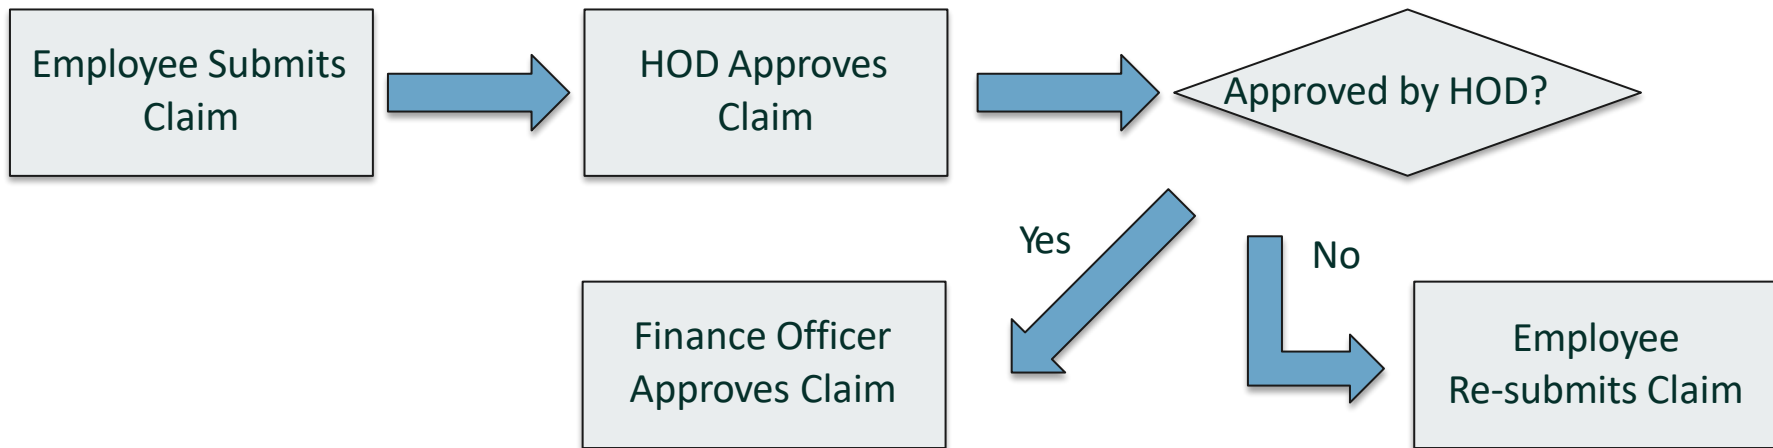 Employee Submits
Claim
HOD Approves
Claim
Approved by HOD?
Yes
No
Finance Officer
Approves Claim
Employee
Re-submits Claim